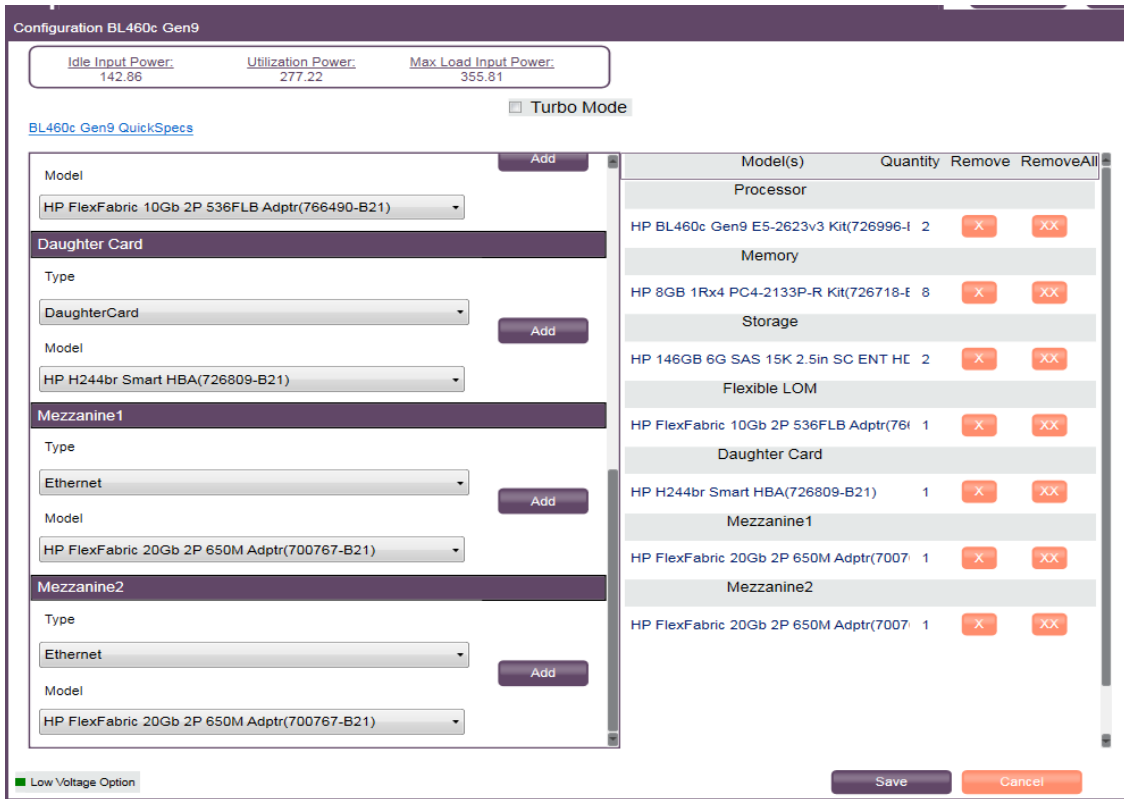 Configuration BL460c Gen9
Idle Input Power: Utilization Power: Max Load Input Power:
142.86 277.22 355.81
Turbo Mode
BL460c Gen9 QuickSpecs
Add
Model
HP FlexFabric 10Gb 2P 536FLB Adptr(766490-B21)
Daughter Card
Type
DaughterCard
Add
Model
HP H244br Smart HBA(726809-B21)
Mezzanine1
Type
Ethernet
Add
Model
HP FlexFabric 20Gb 2P 650M Adptr(700767-B21)
Mezzanine2
Type
Ethernet
Add
Model
HP FlexFabric 20Gb 2P 650M Adptr(700767-B21)
Model(s) Quantity Remove RemoveAll
Processor
HP BL460c Gen9 E5-2623v3 Kit(726996- 2 X XX
Memory
HP 8GB 1Rx4 PC4-2133P-R Kit(726718- 8 X XX
Storage
HP 146GB 6G SAS 15K 2.5in SC ENT 2 X XX
Flexible LOM
HP FlexFabric 10Gb 2P 536FLB Adptr(76 1 X XX
Daughter Card
HP H244br Smart HBA(726809-B21) 1 X XX
Mezzanine1
HP FlexFabric 20Gb 2P 650M Adptr(7007 1 X XX
Mezzanine2
HP FlexFabric 20Gb 2P 650M Adptr(7007 1 X XX
Low Voltage Option
Save Cancel